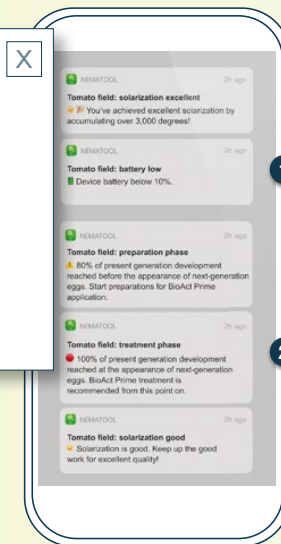 X
NEMATOOL 2h ago
Tomato field: solarization excellent
You've achieved excellent solarization by
accumulating over 3,000 degrees!
NEMATOOL 2h ago
Tomato field: battery low
Device battery below 10%.
NEMATOOL 2h ago
Tomato field: preparation phase
80% of present generation development
reached before the appearance of next-generation
eggs. Start preparations for BioAct Prime
application.
NEMATOOL 2h ago
Tomato field: treatment phase
100% of present generation development
reached at the appearance of next-generation
eggs. BioAct Prime treatment is
recommended from this point on.
NEMATOOL 2h ago
Tomato field: solarization good
Solarization is good. Keep up the good
work for excellent quality!